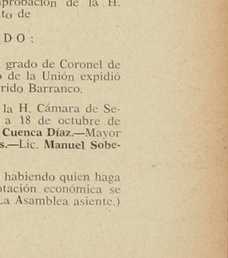 probación de la H.
to de
D O :
grado de Coronel de
o de la Unión expidió
rido Barranco.
la H. Cámara de Se-
a 18 de octubre de
Cuenca Díaz.—Mayor
s.—Lic. Manuel Sobe-
habiendo quien haga
otación económica se
La Asamblea asiente.)